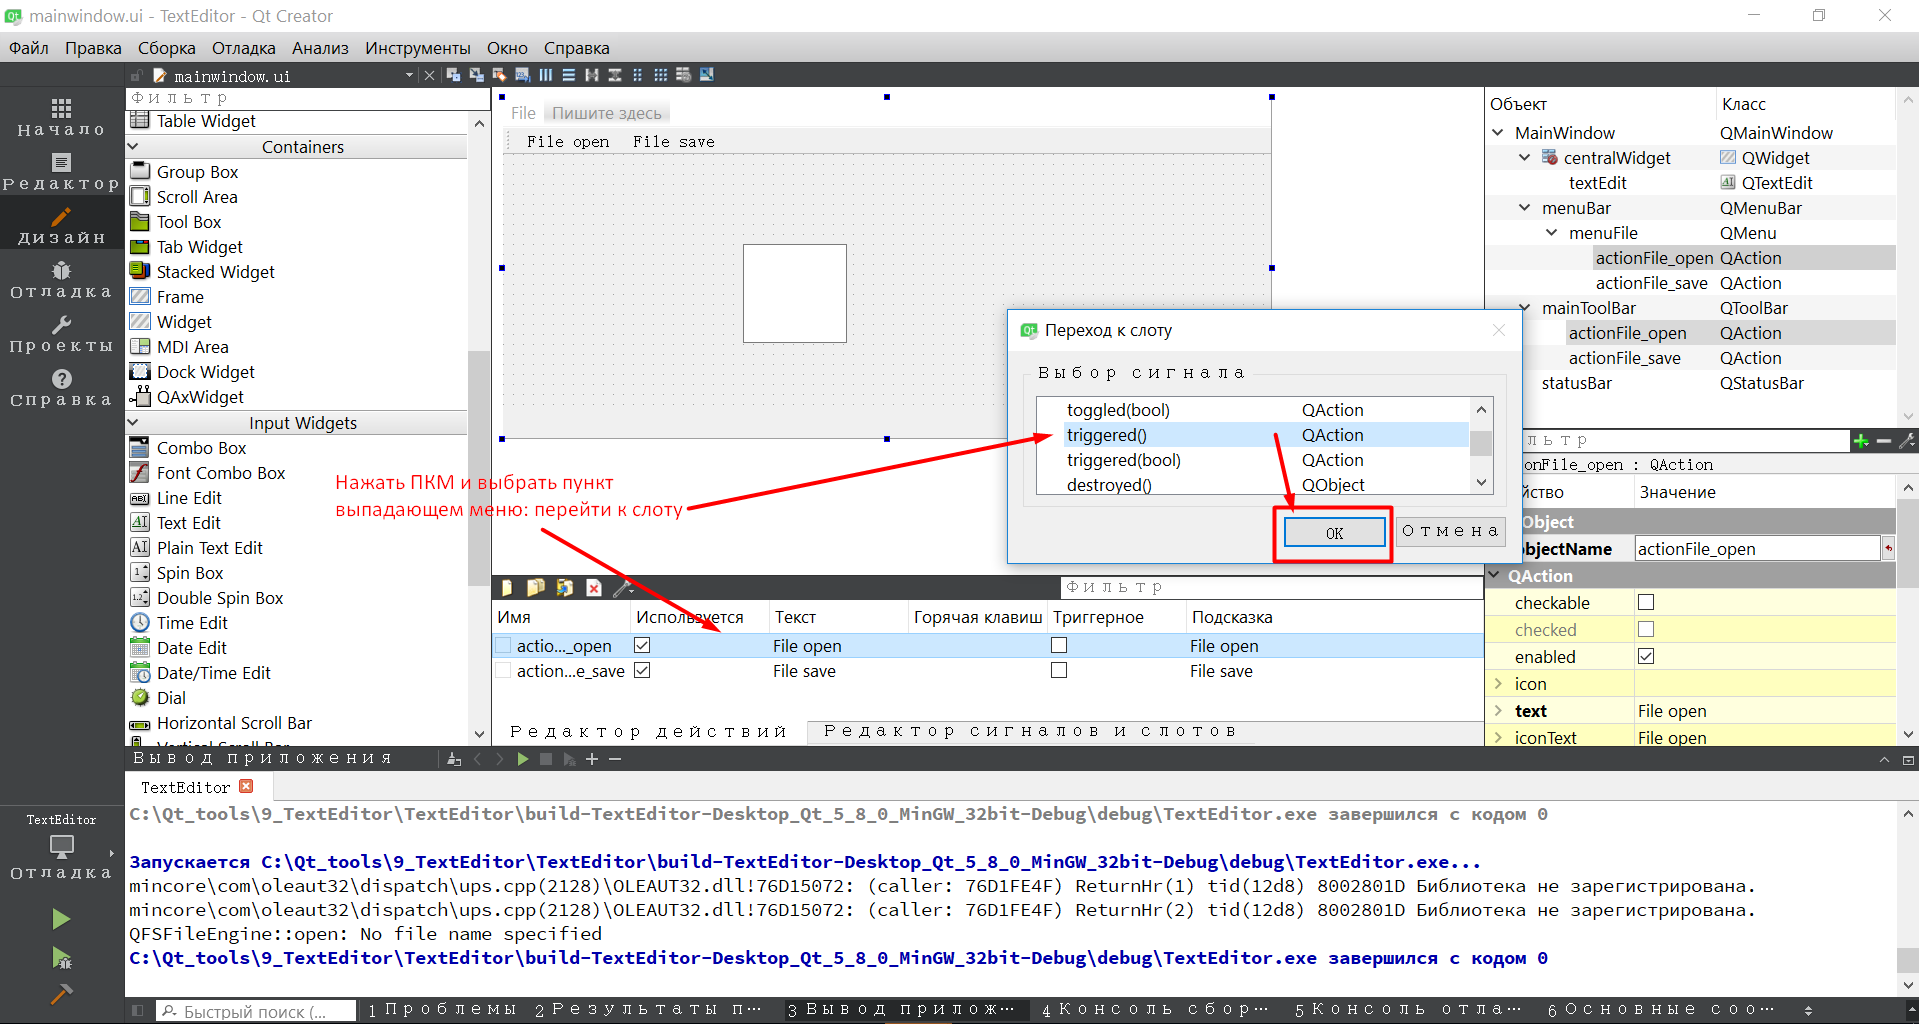 mainwindow.ui - TextEditor - Qt Creator
Файл Правка Сборка Отладка Анализ Инструменты Окно Справка
mainwindow.ui
Фильтр
Начало
Редактор
Дизайн
Отладка
Проекты
Справка
Table Widget
Containers
Group Box
Scroll Area
Tool Box
Tab Widget
Stacked Widget
Frame
Widget
MDI Area
Dock Widget
QAxWidget
Input Widgets
Combo Box
Font Combo Box
Line Edit
Text Edit
Plain Text Edit
Spin Box
Double Spin Box
Time Edit
Date Edit
Date/Time Edit
Dial
Horizontal Scroll Bar
Vertical Scroll Bar
File Пишите здесь
File open File save
Нажать ПКМ и выбрать пункт
выпадающем меню: перейти к слоту
Объект Класс
MainWindow QMainWindow
centralWidget QWidget
textEdit QTextEdit
menuBar QMenuBar
menuFile QMenu
actionFile_open QAction
actionFile_save QAction
mainToolBar QToolBar
actionFile_open QAction
actionFile_save QAction
statusBar QStatusBar
Переход к слоту
Выбор сигнала
toggled(bool) QAction
triggered() QAction
triggered(bool) QAction
destroyed() QObject
OK Отмена
льтр
onFile_open : QAction
йство Значение
Object
bjectName actionFile_open
QAction
checkable
checked
enabled
icon
text File open
iconText File open
Фильтр
Имя Используется Текст Горячая клавиш Триггерное Подсказка
actio..._open File open File open
action...e_save File save File save
Редактор действий Редактор сигналов и слотов
Вывод приложения
TextEditor
C:\Qt_tools\9_TextEditor\TextEditor\build-TextEditor-Desktop_Qt_5_8_0_MinGW_32bit-Debug\debug\TextEditor.exe завершился с кодом 0
Запускается C:\Qt_tools\9_TextEditor\TextEditor\build-TextEditor-Desktop_Qt_5_8_0_MinGW_32bit-Debug\debug\TextEditor.exe...
mincore\com\oleaut32\dispatch\ups.cpp(2128)\OLEAUT32.dll!76D15072: (caller: 76D1FE4F) ReturnHr(1) tid(12d8) 8002801D Библиотека не зарегистрирована.
mincore\com\oleaut32\dispatch\ups.cpp(2128)\OLEAUT32.dll!76D15072: (caller: 76D1FE4F) ReturnHr(2) tid(12d8) 8002801D Библиотека не зарегистрирована.
QFSFileEngine::open: No file name specified
C:\Qt_tools\9_TextEditor\TextEditor\build-TextEditor-Desktop_Qt_5_8_0_MinGW_32bit-Debug\debug\TextEditor.exe завершился с кодом 0
TextEditor
Отладка
Быстрый поиск (... 1 Проблемы 2 Результаты п... 3 Вывод прилож... 4 Консоль сбор... 5 Консоль отла... 6 Основные соо...